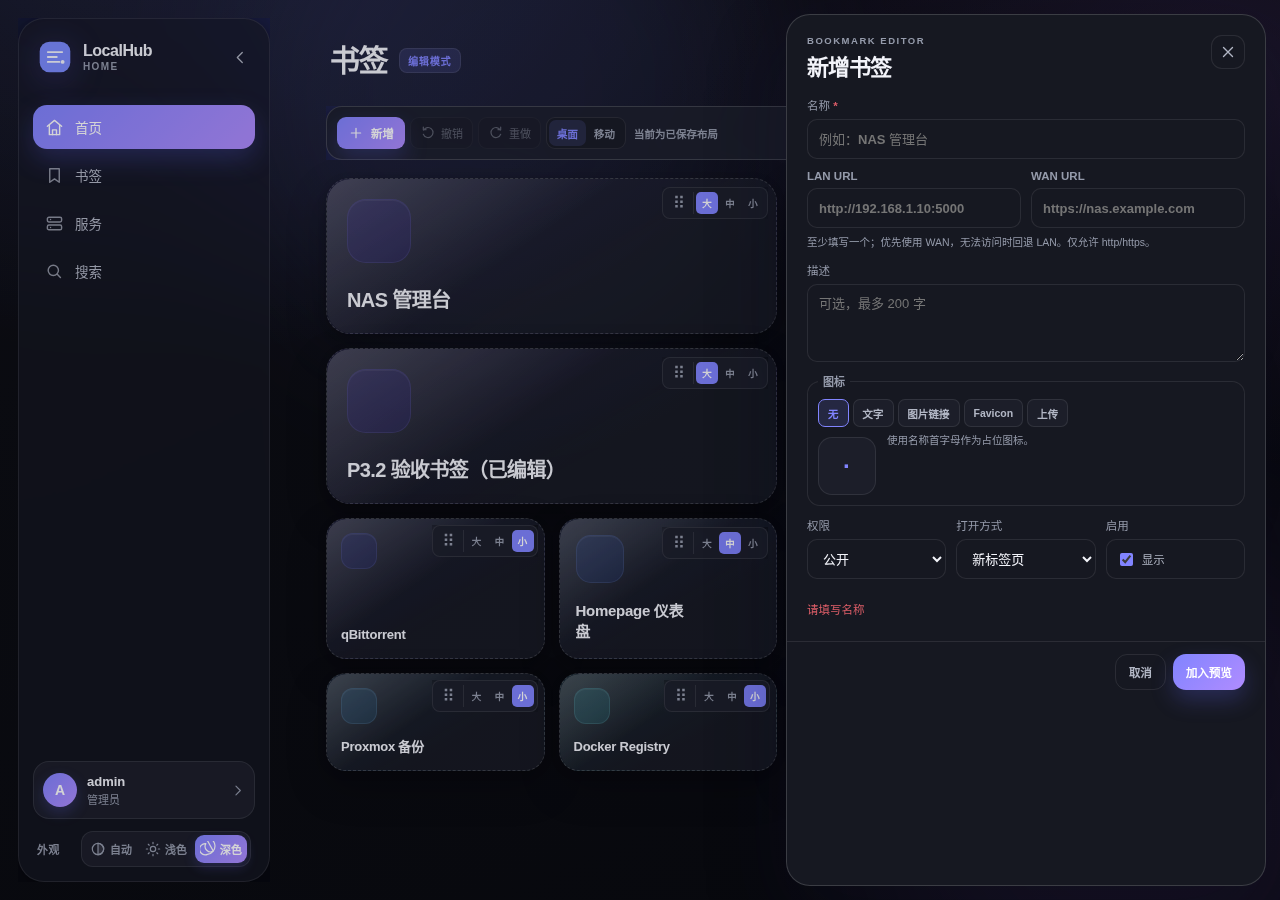 LocalHub
HOME
首页
书签
服务
搜索
A
admin
管理员
外观
自动
浅色
深色
书签
编辑模式
新增
撤销
重做
桌面
移动
当前为已保存布局
大 中 小
NAS 管理台
大 中 小
P3.2 验收书签（已编辑）
大 中 小
qBittorrent
大 中 小
Homepage 仪表
盘
大 中 小
Proxmox 备份
大 中 小
Docker Registry
BOOKMARK EDITOR
新增书签
名称 *
例如：NAS 管理台
LAN URL
WAN URL
http://192.168.1.10:5000
https://nas.example.com
至少填写一个；优先使用 WAN，无法访问时回退 LAN。仅允许 http/https。
描述
可选，最多 200 字
图标
无
文字
图片链接
Favicon
上传
·
使用名称首字母作为占位图标。
权限
打开方式
启用
公开
新标签页
显示
请填写名称
取消
加入预览